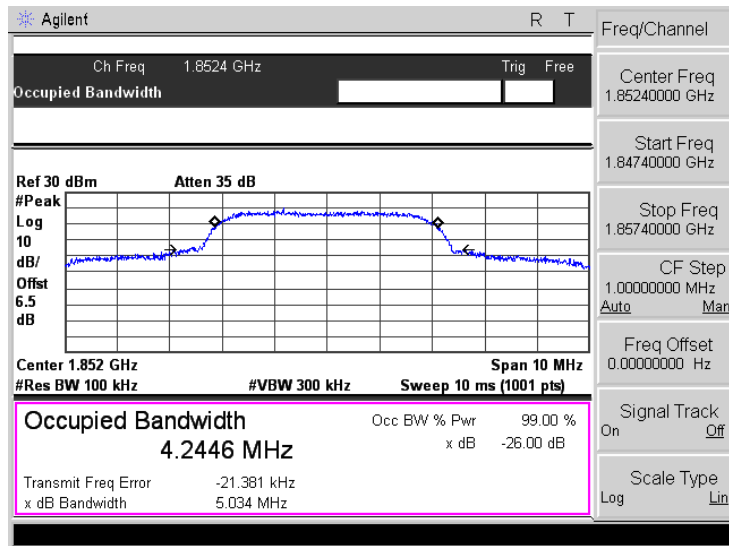 Agilent R T
Ch Freq 1.8524 GHz Trig Free
Occupied Bandwidth
Ref 30 dBm Atten 35 dB
#Peak
Log
10
dB/
Offst
6.5
dB
Center 1.852 GHz Span 10 MHz
#Res BW 100 kHz #VBW 300 kHz Sweep 10 ms (1001 pts)
Occupied Bandwidth Occ BW % Pwr 99.00 %
4.2446 MHz x dB -26.00 dB
Transmit Freq Error -21.381 kHz
x dB Bandwidth 5.034 MHz
Freq/Channel
Center Freq
1.85240000 GHz
Start Freq
1.84740000 GHz
Stop Freq
1.85740000 GHz
CF Step
1.00000000 MHz
Auto Man
Freq Offset
0.00000000 Hz
Signal Track
On Off
Scale Type
Log Lin